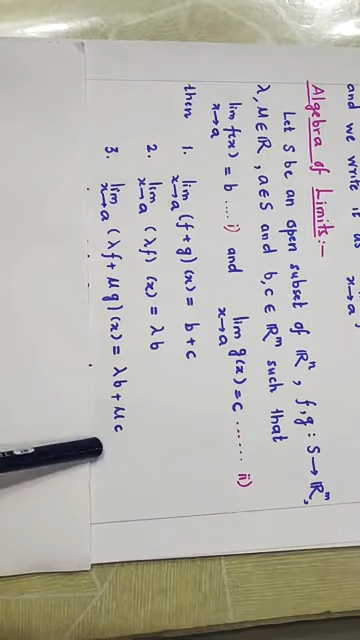 and we write it as x→a
Algebra of Limits:-
Let S be an open subset of ℝⁿ, f,g : S→ℝᵐ,
λ, μ ∈ ℝ, a∈S and b,c ∈ ℝᵐ such that
lim x→a f(x) = b .... i) and lim x→a g(x) = c ....... ii)
then 1. lim x→a (f+g)(x) = b+c
2. lim x→a (λf)(x) = λb
3. lim x→a (λf+μg)(x) = λb+μc